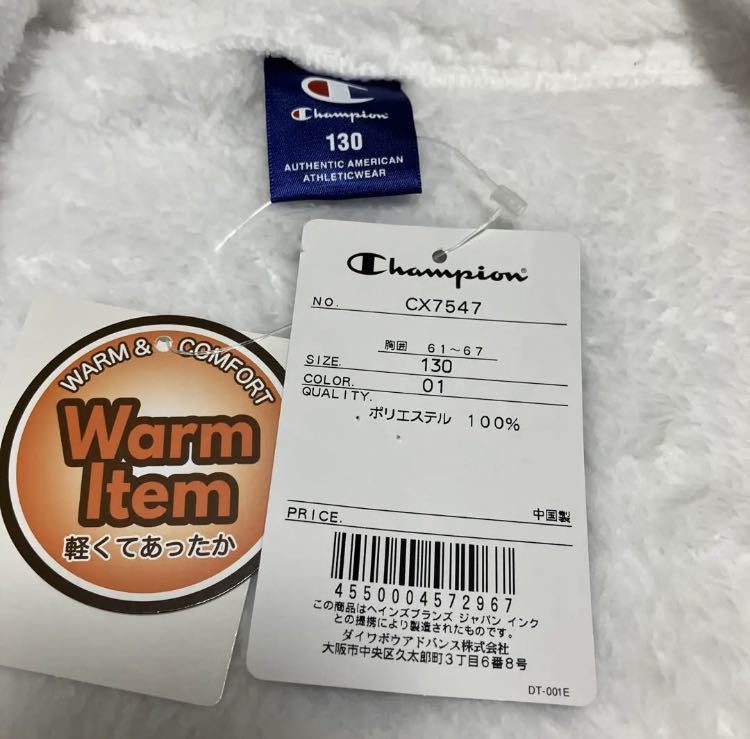 Champion
130
AUTHENTIC AMERICAN
ATHLETICWEAR
Champion
NO. CX7547
胸囲 61～67
SIZE. 130
COLOR. 01
QUALITY.
ポリエステル 100%
PRICE. 中国製
4550004572967
この商品はヘインズブランズ ジャパン インク
との提携により製造されたものです。
ダイワボウアドバンス株式会社
大阪市中央区久太郎町3丁目6番8号
DT-001E
WARM & COMFORT
Warm
Item
軽くてあったか